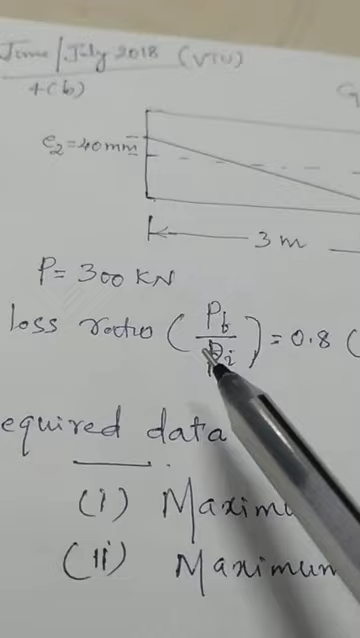 June/July 2018 (VTU)
4(b)
G
e₂ = 40mm
3 m
P = 300 KN
loss ratio (Pb/Pi) = 0.8 (
equired data
(i) Maximu
(ii) Maximum